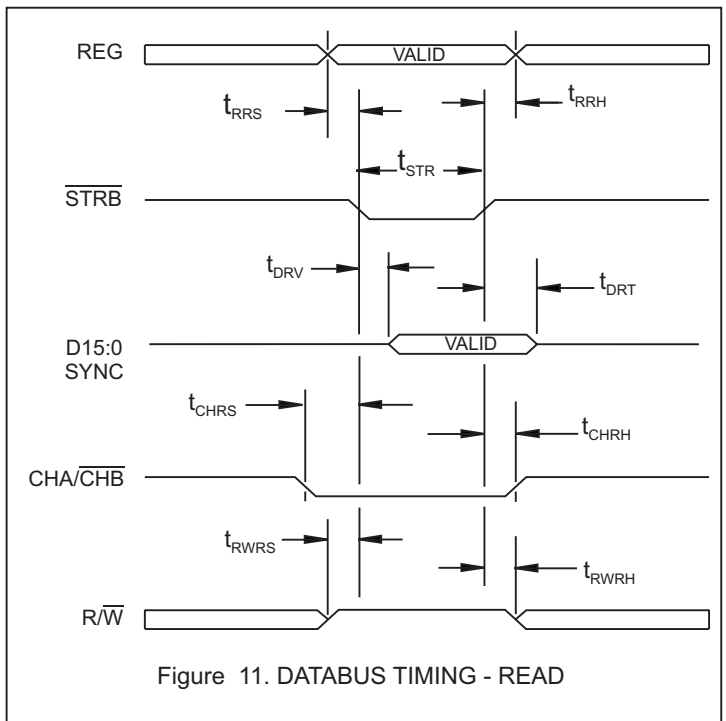 REG
VALID
tRRS
tRRH
tSTR
STRB
tDRV
tDRT
D15:0
SYNC
VALID
tCHRS
tCHRH
CHA/CHB
tRWRS
tRWRH
R/W
Figure 11. DATABUS TIMING - READ